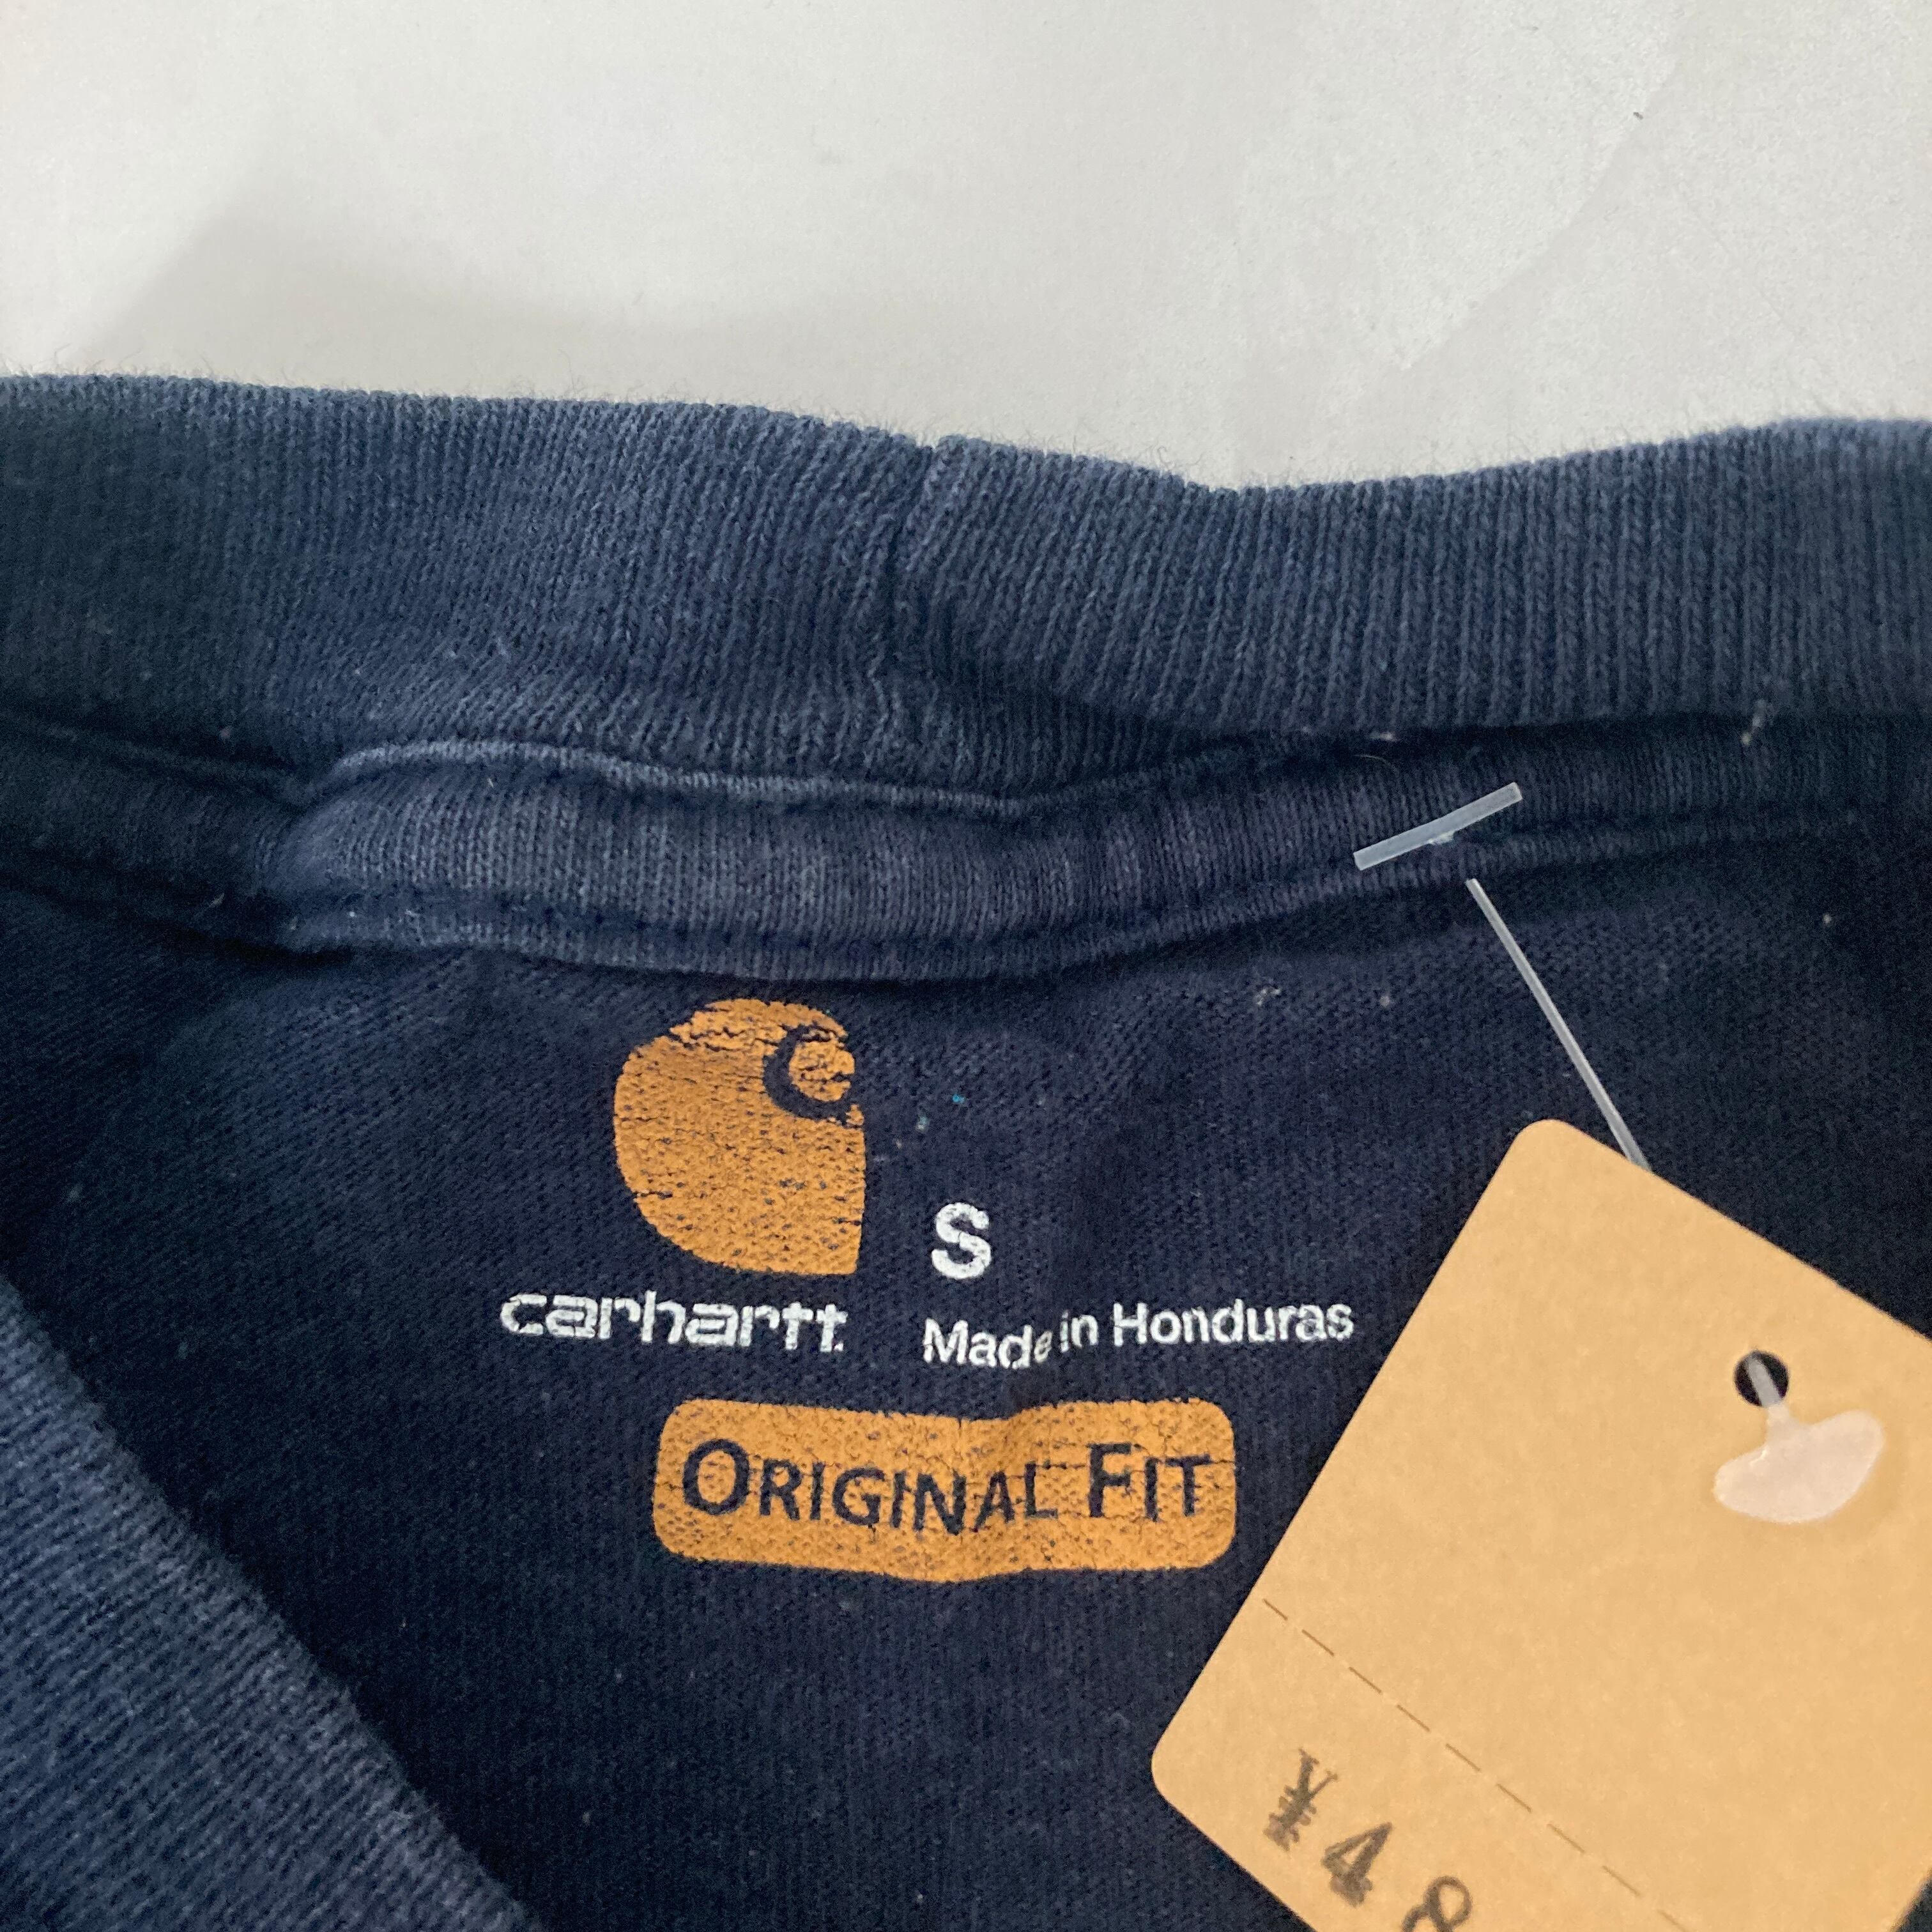 S
carhartt
Made in Honduras
ORIGINAL FIT
¥48